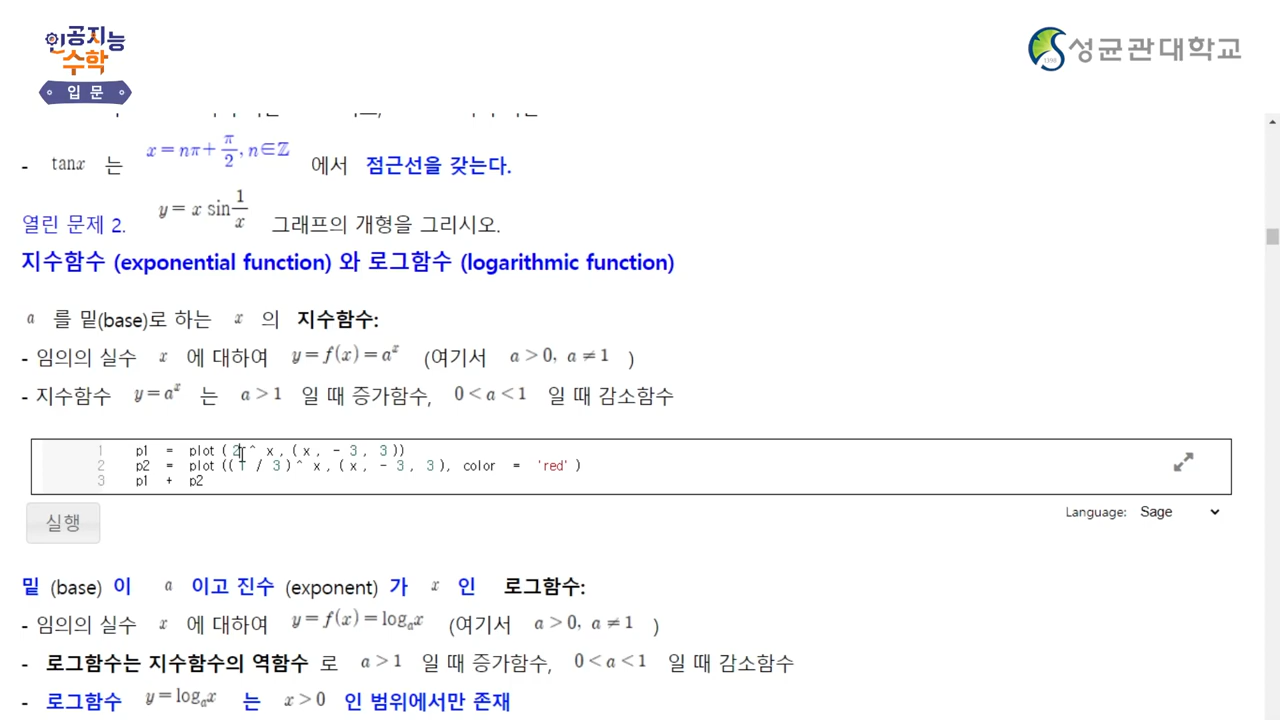 인공지능
수학
입문
성균관대학교
- tanx 는 x = nπ + π/2, n∈ℤ 에서 점근선을 갖는다.
열린 문제 2. y = x sin 1/x 그래프의 개형을 그리시오.
지수함수 (exponential function) 와 로그함수 (logarithmic function)
a 를 밑(base)로 하는 x 의 지수함수:
- 임의의 실수 x 에 대하여 y = f(x) = a^x (여기서 a > 0, a ≠ 1 )
- 지수함수 y = a^x 는 a > 1 일 때 증가함수, 0 < a < 1 일 때 감소함수
1 p1 = plot ( 2 ^ x , ( x , - 3 , 3 ))
2 p2 = plot (( 1 / 3 ) ^ x , ( x , - 3 , 3 ), color = 'red' )
3 p1 + p2
실행
Language: Sage
밑 (base) 이 a 이고 진수 (exponent) 가 x 인 로그함수:
- 임의의 실수 x 에 대하여 y = f(x) = log_a x (여기서 a > 0, a ≠ 1 )
- 로그함수는 지수함수의 역함수 로 a > 1 일 때 증가함수, 0 < a < 1 일 때 감소함수
- 로그함수 y = log_a x 는 x > 0 인 범위에서만 존재